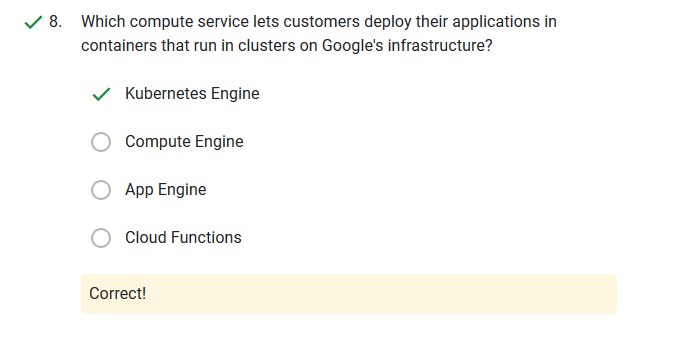 8. Which compute service lets customers deploy their applications in
containers that run in clusters on Google's infrastructure?
Kubernetes Engine
Compute Engine
App Engine
Cloud Functions
Correct!